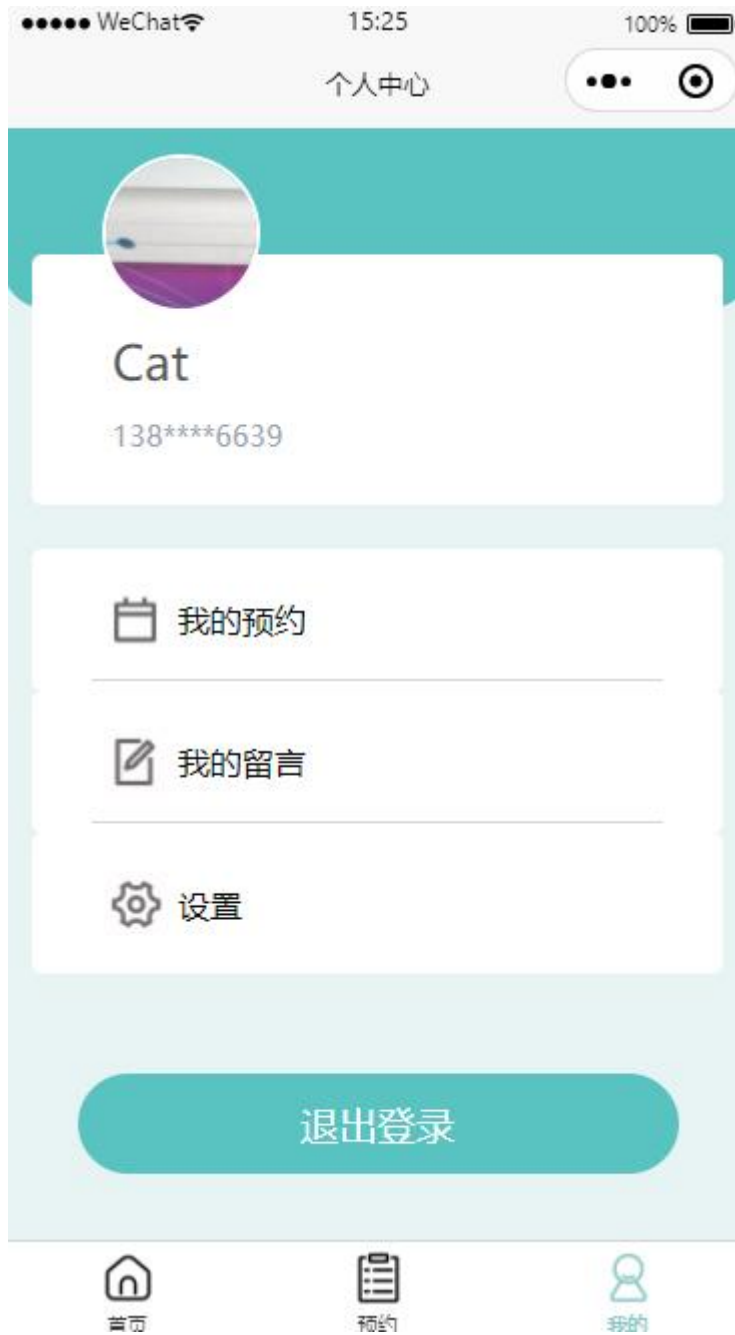 WeChat 15:25 100%
个人中心
Cat
138****6639
我的预约
我的留言
设置
退出登录
首页 预约 我的